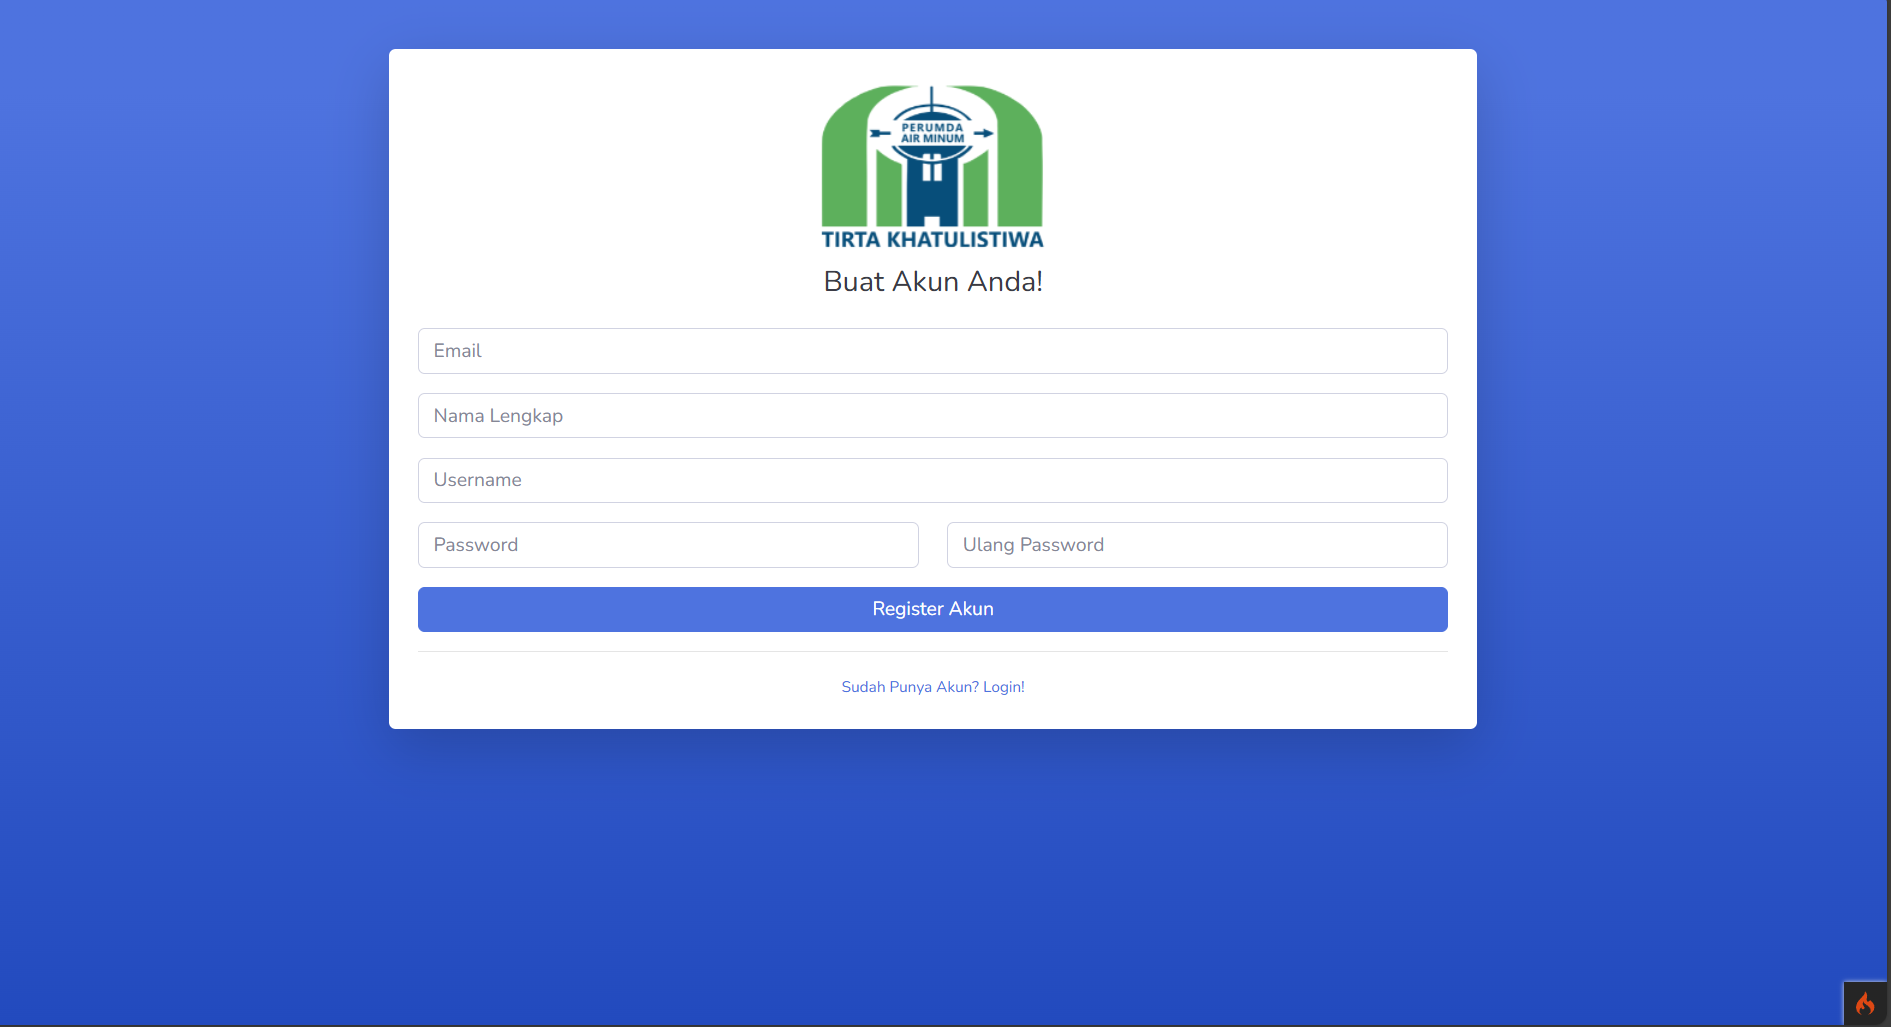 PERUMDA
AIR MINUM
TIRTA KHATULISTIWA
Buat Akun Anda!
Email
Nama Lengkap
Username
Password
Ulang Password
Register Akun
Sudah Punya Akun? Login!